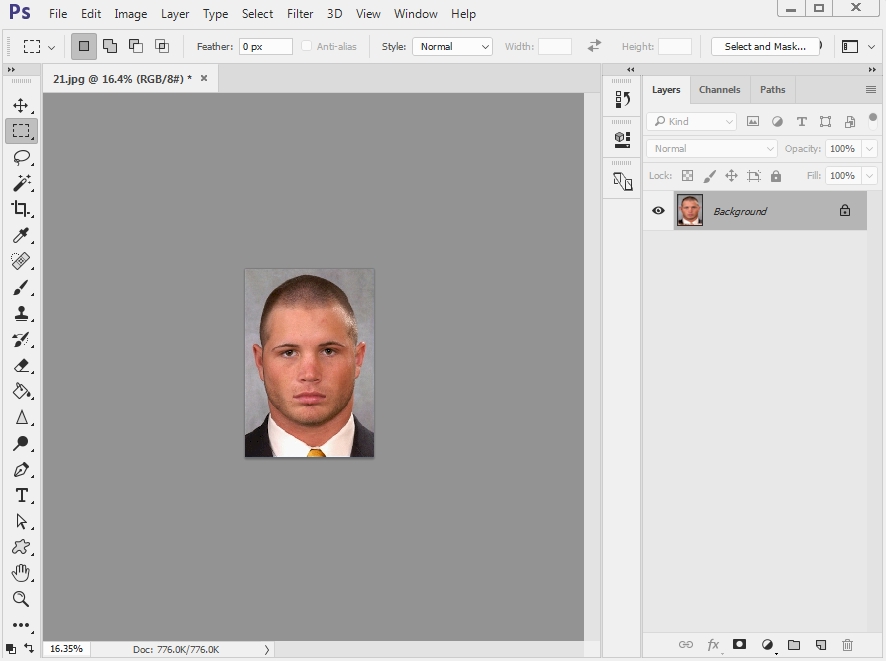 Ps File Edit Image Layer Type Select Filter 3D View Window Help
Feather: 0 px Anti-alias Style: Normal Width: Height: Select and Mask...
21.jpg @ 16.4% (RGB/8#) * ×
Layers Channels Paths
Kind
Normal Opacity: 100%
Lock: Fill: 100%
Background
T
fx
16.35% Doc: 776.0K/776.0K